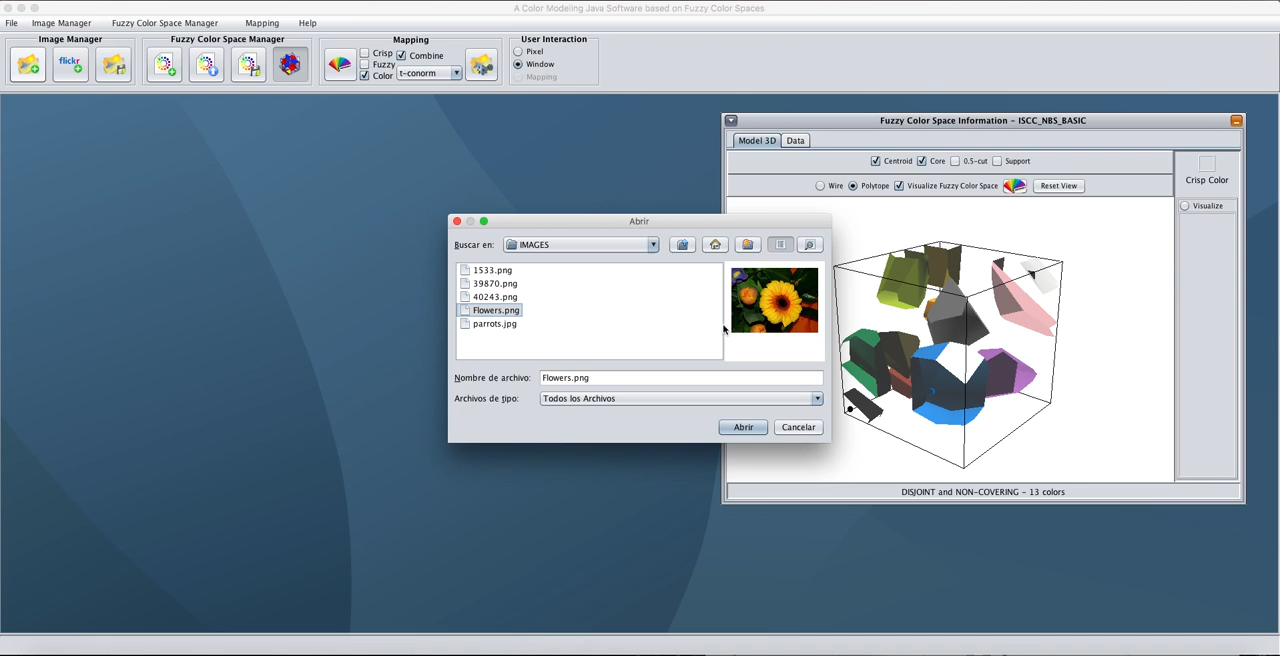 A Color Modeling Java Software based on Fuzzy Color Spaces
File Image Manager Fuzzy Color Space Manager Mapping Help
Image Manager Fuzzy Color Space Manager Mapping User Interaction
flickr
Crisp Combine
Fuzzy
Color t-conorm
Pixel
Window
Mapping
Fuzzy Color Space Information - ISCC_NBS_BASIC
Model 3D Data
Centroid Core 0.5-cut Support
Wire Polytope Visualize Fuzzy Color Space Reset View
Crisp Color
Visualize
DISJOINT and NON-COVERING - 13 colors
Abrir
Buscar en: IMAGES
1533.png
39870.png
40243.png
Flowers.png
parrots.jpg
Nombre de archivo: Flowers.png
Archivos de tipo: Todos los Archivos
Abrir Cancelar